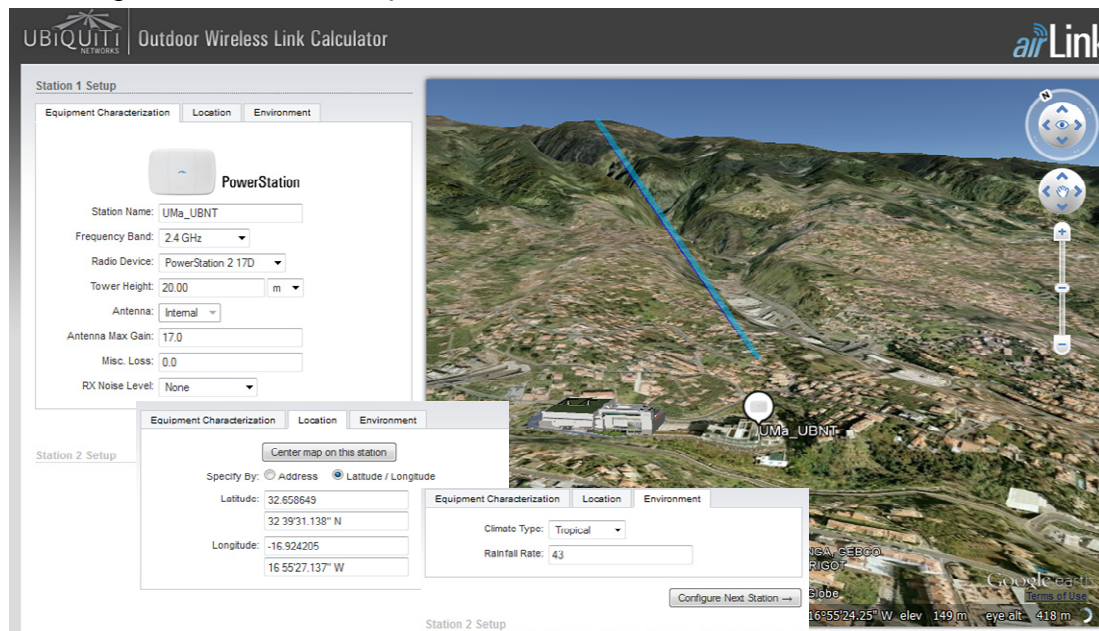 UBiQUiTi
NETWORKS
Outdoor Wireless Link Calculator
airLink
Station 1 Setup
Equipment Characterization Location Environment
PowerStation
Station Name: UMa_UBNT
Frequency Band: 2.4 GHz
Radio Device: PowerStation 2 17D
Tower Height: 20.00 m
Antenna: Internal
Antenna Max Gain: 17.0
Misc. Loss: 0.0
RX Noise Level: None
Station 2 Setup
Equipment Characterization Location Environment
Center map on this station
Specify By: Address Latitude / Longitude
Latitude: 32.658649
32 39'31.138" N
Longitude: -16.924205
16 55'27.137" W
Equipment Characterization Location Environment
Climate Type: Tropical
Rainfall Rate: 43
Configure Next Station →
Station 2 Setup
N
UMa_UBNT
GEBCO
RIGOT
Globe
Google earth
Terms of Use
16°55'24.25" W elev 149 m eye alt 418 m